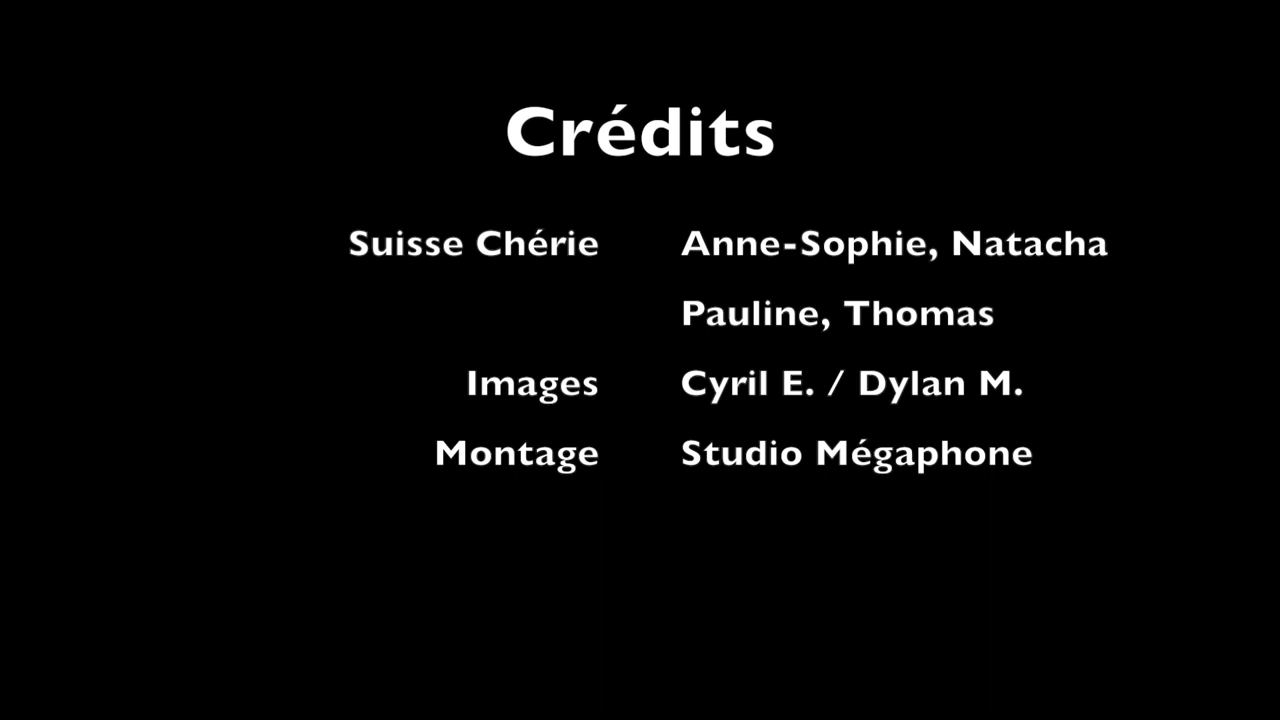 Crédits
Suisse Chérie Anne-Sophie, Natacha
Pauline, Thomas
Images Cyril E. / Dylan M.
Montage Studio Mégaphone